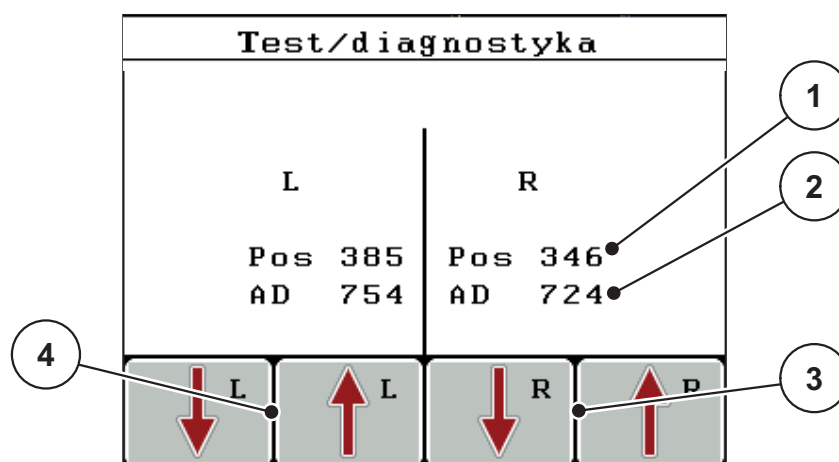 Test/diagnostyka
1
2
L R
Pos 385 Pos 346
AD 754 AD 724
4
3
L L R R